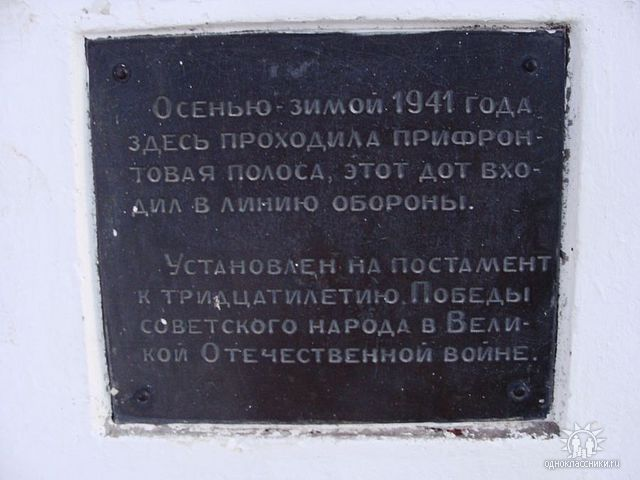 Осенью-зимой 1941 года
здесь проходила прифрон-
товая полоса, этот дот вхо-
дил в линию обороны.
Установлен на постамент
к тридцатилетию Победы
советского народа в Вели-
кой Отечественной войне.
одноклассники.ru